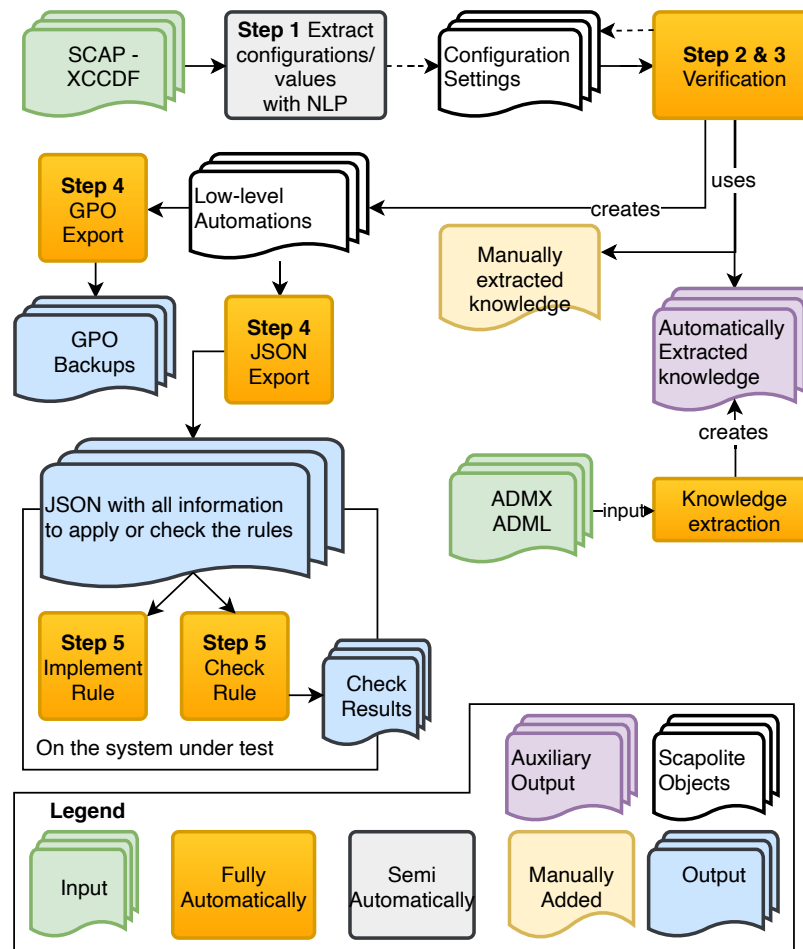 SCAP -
XCCDF
Step 1 Extract
configurations/
values
with NLP
Configuration
Settings
Step 2 & 3
Verification
creates
uses
Step 4
GPO
Export
Low-level
Automations
Manually
extracted
knowledge
GPO
Backups
Step 4
JSON
Export
Automatically
Extracted
knowledge
creates
JSON with all information
to apply or check the rules
ADMX
ADML
input
Knowledge
extraction
Step 5
Implement
Rule
Step 5
Check
Rule
Check
Results
On the system under test
Auxiliary
Output
Scapolite
Objects
Legend
Input
Fully
Automatically
Semi
Automatically
Manually
Added
Output